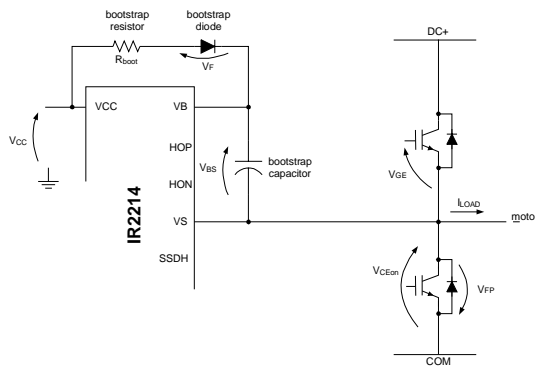 bootstrap
resistor
bootstrap
diode
DC+
Rboot
VF
VCC
VB
VCC
HOP
VBS
bootstrap
capacitor
VGE
HON
IR2214
VS
ILOAD
moto
SSDH
VCEon
VFP
COM